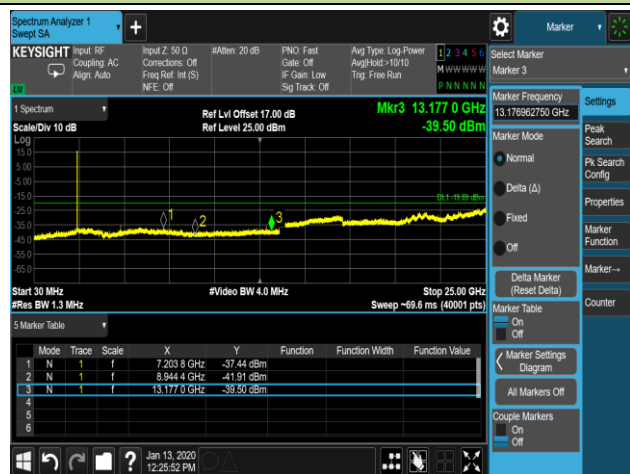 Spectrum Analyzer 1
Swept SA
Marker
KEYSIGHT
Input: RF
Coupling: AC
Align: Auto
Input Z: 50 Ω
Corrections: Off
Freq Ref: Int (S)
NFE: Off
#Atten: 20 dB
PNO: Fast
Gate: Off
IF Gain: Low
Sig Track: Off
Avg Type: Log-Power
Avg|Hold:>10/10
Trig: Free Run
1 2 3 4 5 6
M W W W W W
P N N N N N
LXI
Select Marker
Marker 3
1 Spectrum
Scale/Div 10 dB
Log
Ref Lvl Offset 17.00 dB
Ref Level 25.00 dBm
Mkr3 13.177 0 GHz
-39.50 dBm
15.0
5.00
-5.00
-15.0
-25.0
-35.0
-45.0
-55.0
-65.0
1
2
3
Start 30 MHz
#Res BW 1.3 MHz
#Video BW 4.0 MHz
Stop 25.00 GHz
Sweep ~69.6 ms (40001 pts)
5 Marker Table
Mode Trace Scale X Y Function Function Width Function Value
1 N 1 f 7.203 8 GHz -37.44 dBm
2 N 1 f 8.944 4 GHz -41.91 dBm
3 N 1 f 13.177 0 GHz -39.50 dBm
4
5
6
Jan 13, 2020
12:25:52 PM
Marker Frequency
13.176962750 GHz
Marker Mode
Normal
Delta (Δ)
Fixed
Off
Delta Marker
(Reset Delta)
Marker Table
On
Off
Marker Settings
Diagram
All Markers Off
Couple Markers
On
Off
Settings
Peak
Search
Pk Search
Config
Properties
Marker
Function
Marker→
Counter